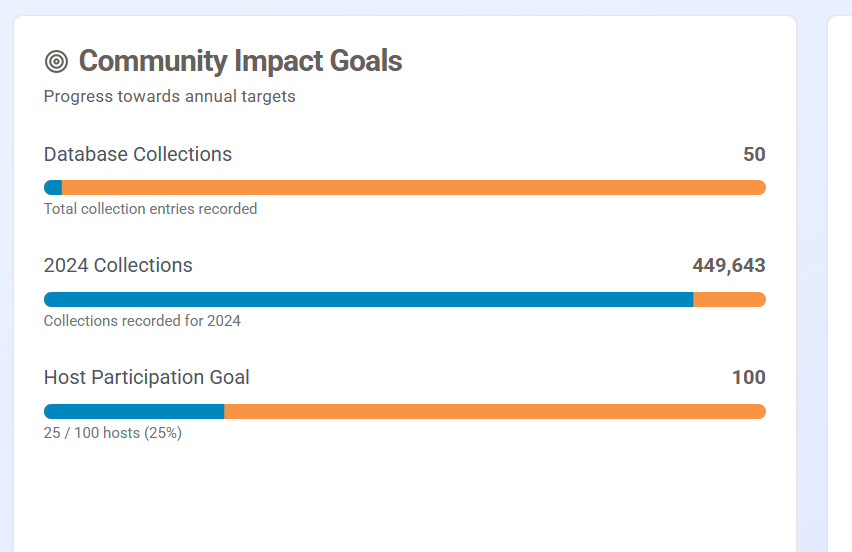 Community Impact Goals
Progress towards annual targets
Database Collections 50
Total collection entries recorded
2024 Collections 449,643
Collections recorded for 2024
Host Participation Goal 100
25 / 100 hosts (25%)